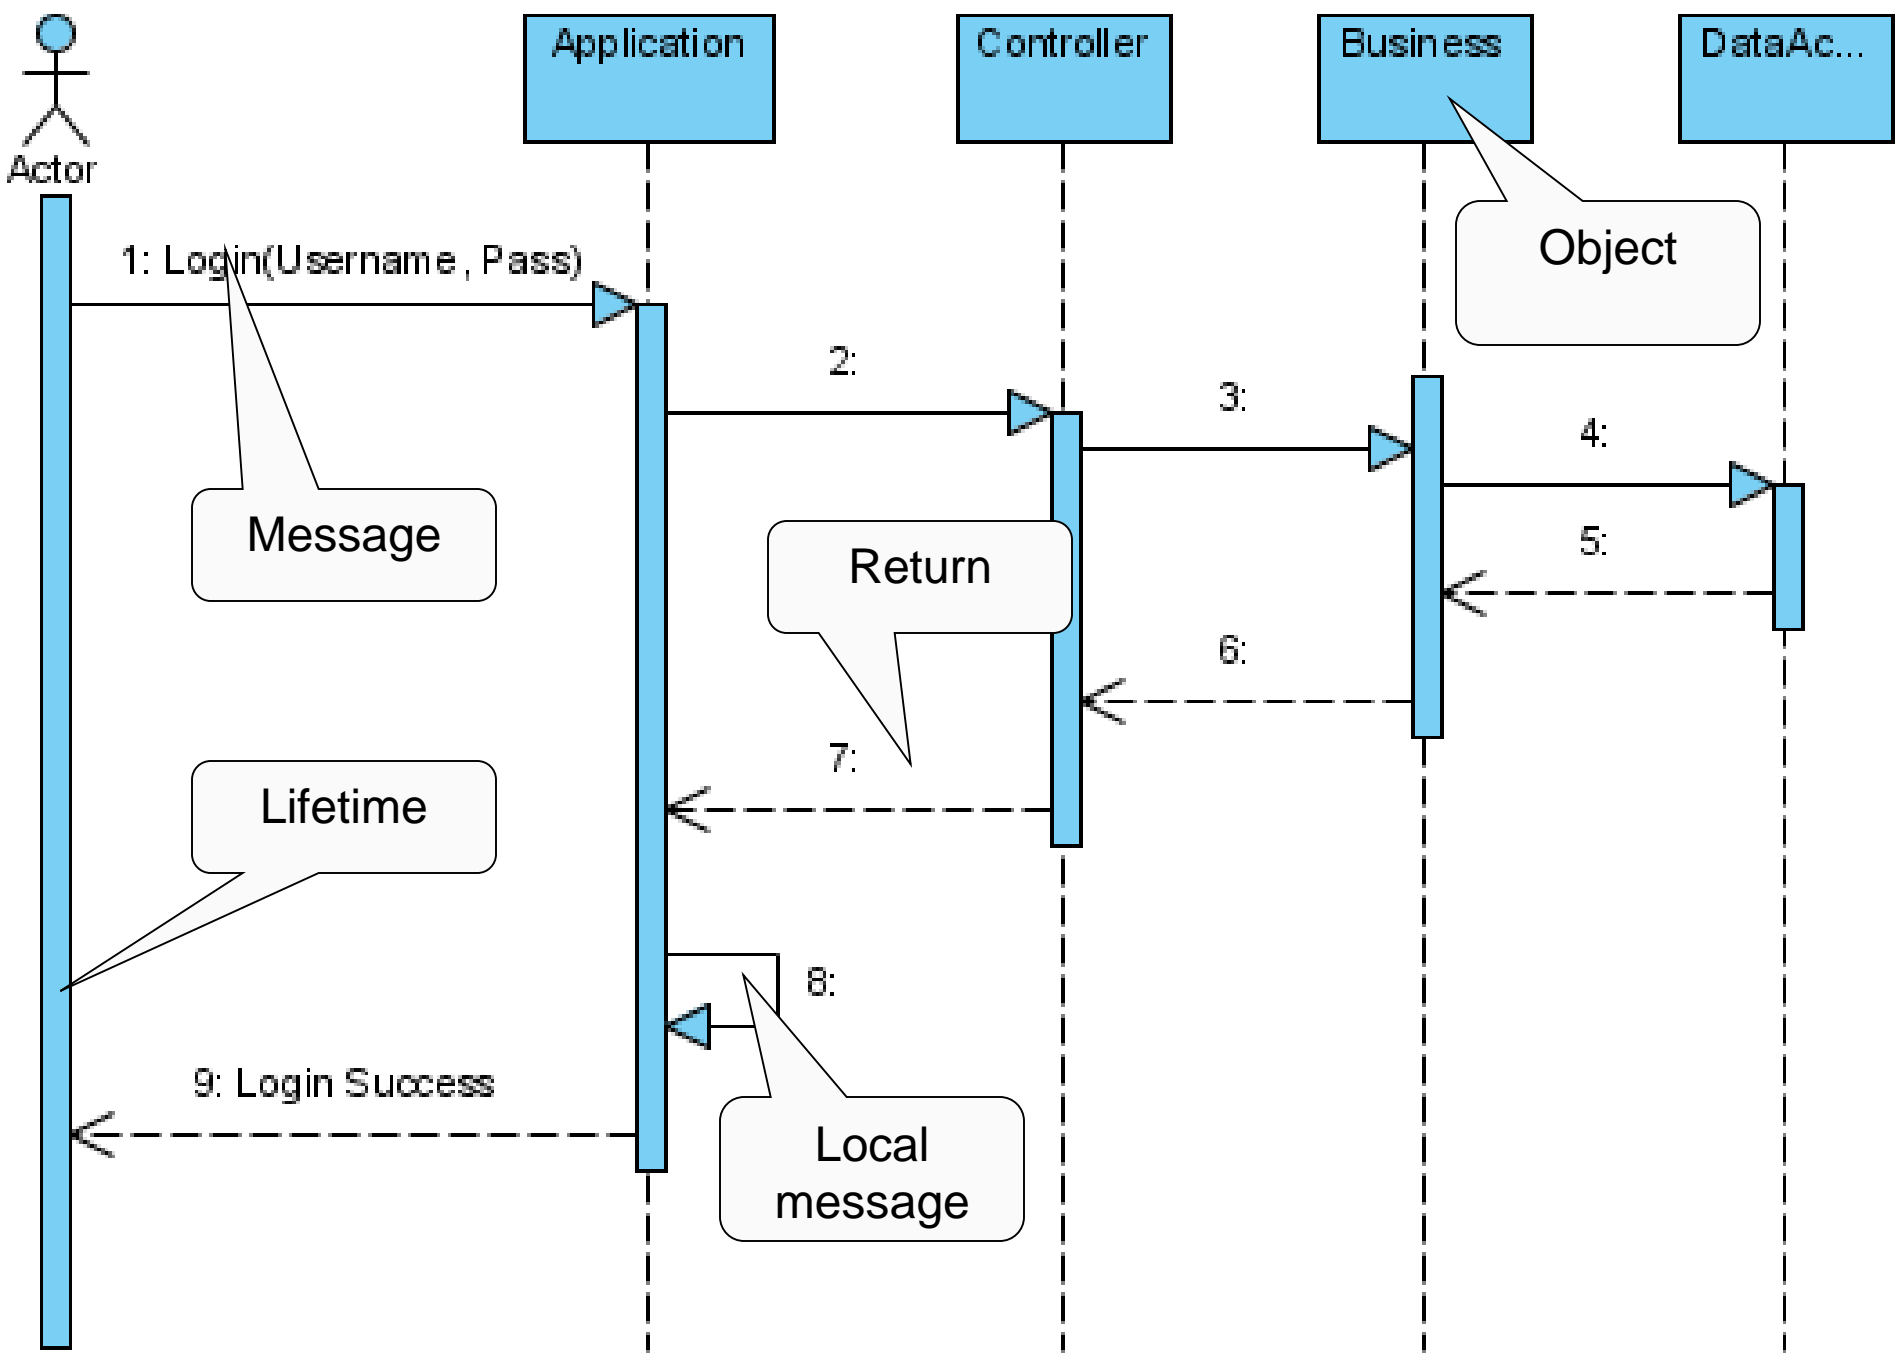 Application
Controller
Business
DataAc...
Actor
1: Login(Username, Pass)
Object
2:
3:
4:
Message
Return
5:
6:
7:
Lifetime
8:
9: Login Success
Local
message